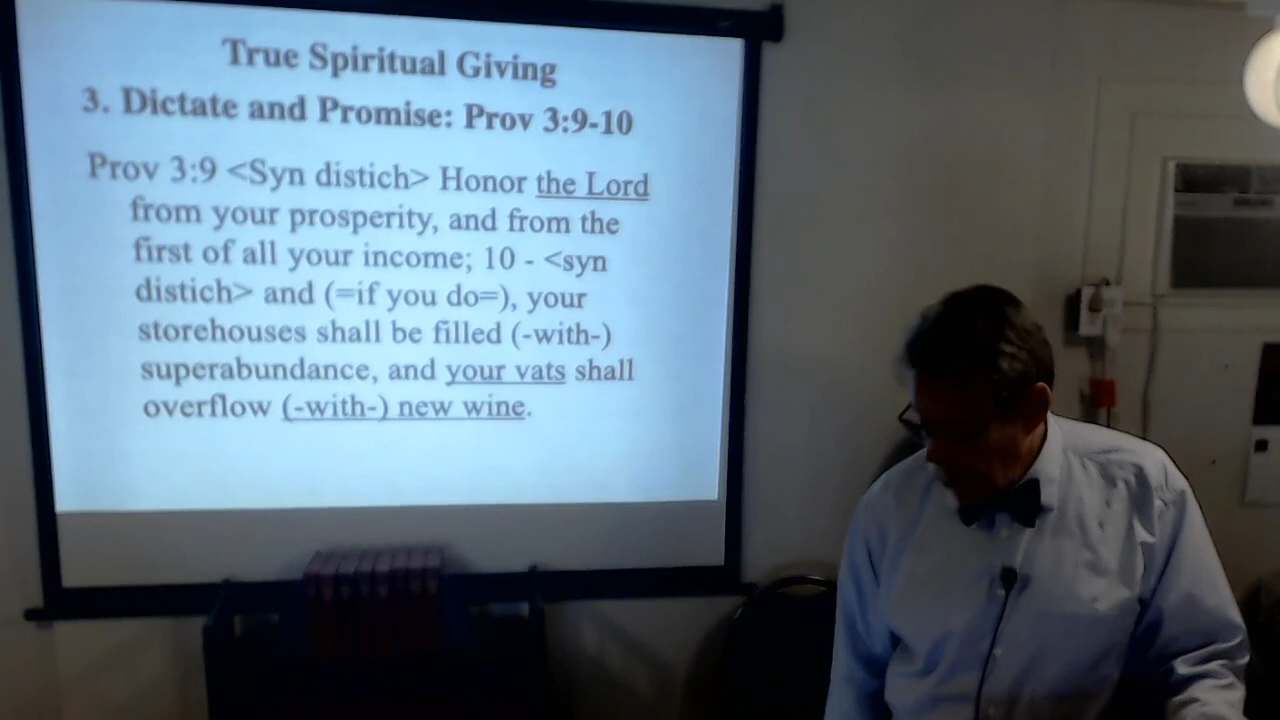 True Spiritual Giving
3. Dictate and Promise: Prov 3:9-10
Prov 3:9 <Syn distich> Honor the Lord
from your prosperity, and from the
first of all your income; 10 - <syn
distich> and (=if you do=), your
storehouses shall be filled (-with-)
superabundance, and your vats shall
overflow (-with-) new wine.